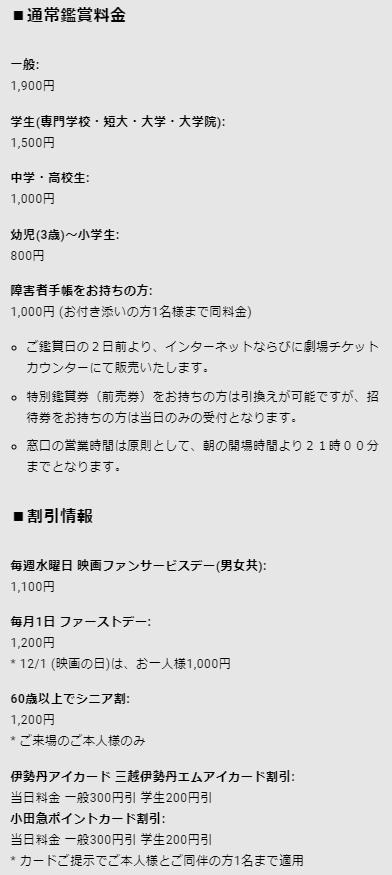 ■通常鑑賞料金
一般:
1,900円
学生(専門学校・短大・大学・大学院):
1,500円
中学・高校生:
1,000円
幼児(3歳)～小学生:
800円
障害者手帳をお持ちの方:
1,000円 (お付き添いの方1名様まで同料金)
ご鑑賞日の２日前より、インターネットならびに劇場チケット
カウンターにて販売いたします。
特別鑑賞券（前売券）をお持ちの方は引換えが可能ですが、招
待券をお持ちの方は当日のみの受付となります。
窓口の営業時間は原則として、朝の開場時間より２１時００分
までとなります。
■割引情報
毎週水曜日 映画ファンサービスデー(男女共):
1,100円
毎月1日 ファーストデー:
1,200円
* 12/1 (映画の日)は、お一人様1,000円
60歳以上でシニア割:
1,200円
* ご来場のご本人様のみ
伊勢丹アイカード 三越伊勢丹エムアイカード割引:
当日料金 一般300円引 学生200円引
小田急ポイントカード割引:
当日料金 一般300円引 学生200円引
* カードご提示でご本人様とご同伴の方1名まで適用